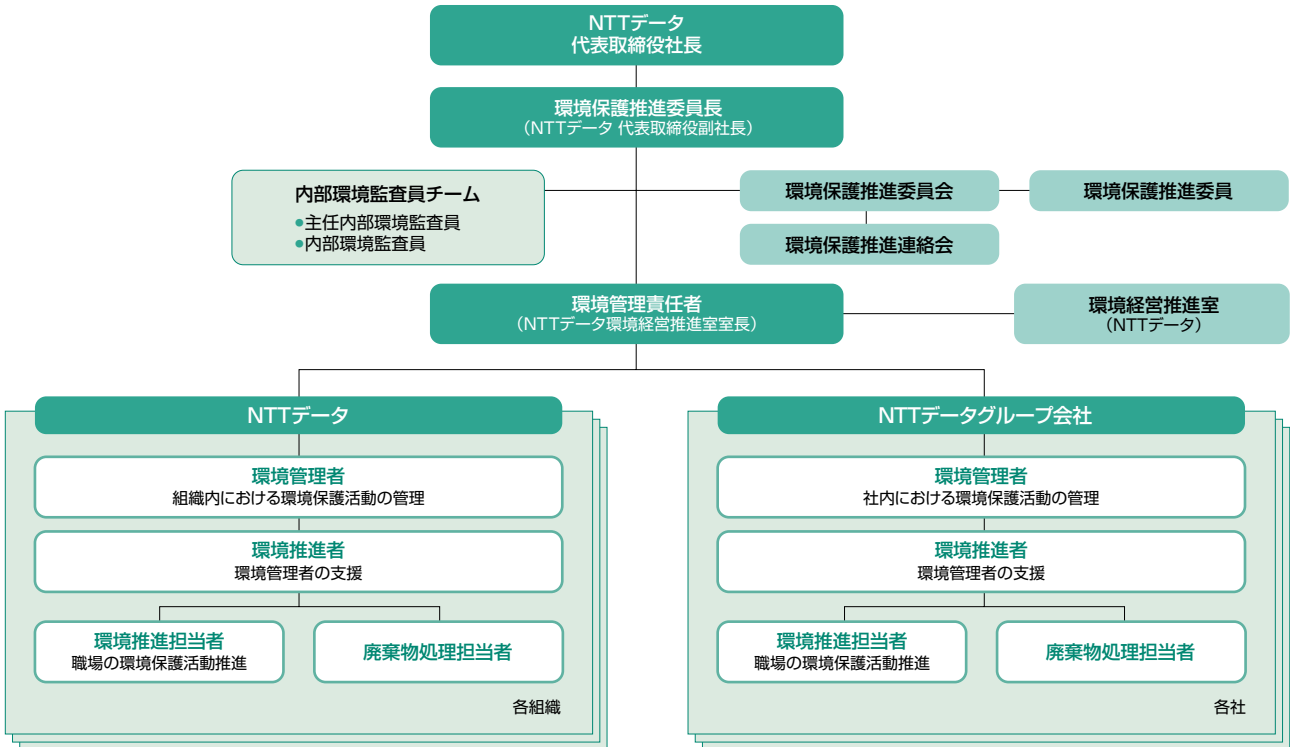 NTTデータ
代表取締役社長
環境保護推進委員長
(NTTデータ 代表取締役副社長)
内部環境監査員チーム
●主任内部環境監査員
●内部環境監査員
環境保護推進委員会
環境保護推進委員
環境保護推進連絡会
環境管理責任者
(NTTデータ環境経営推進室室長)
環境経営推進室
(NTTデータ)
NTTデータ
環境管理者
組織内における環境保護活動の管理
環境推進者
環境管理者の支援
環境推進担当者
職場の環境保護活動推進
廃棄物処理担当者
各組織
NTTデータグループ会社
環境管理者
社内における環境保護活動の管理
環境推進者
環境管理者の支援
環境推進担当者
職場の環境保護活動推進
廃棄物処理担当者
各社